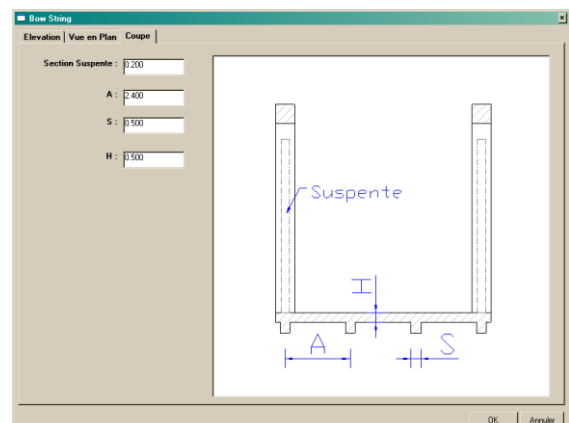 Bow String
Elevation Vue en Plan Coupe
Section Suspente : 0.200
A : 2.400
S : 0.500
H : 0.500
Suspente
H
A S
OK Annuler